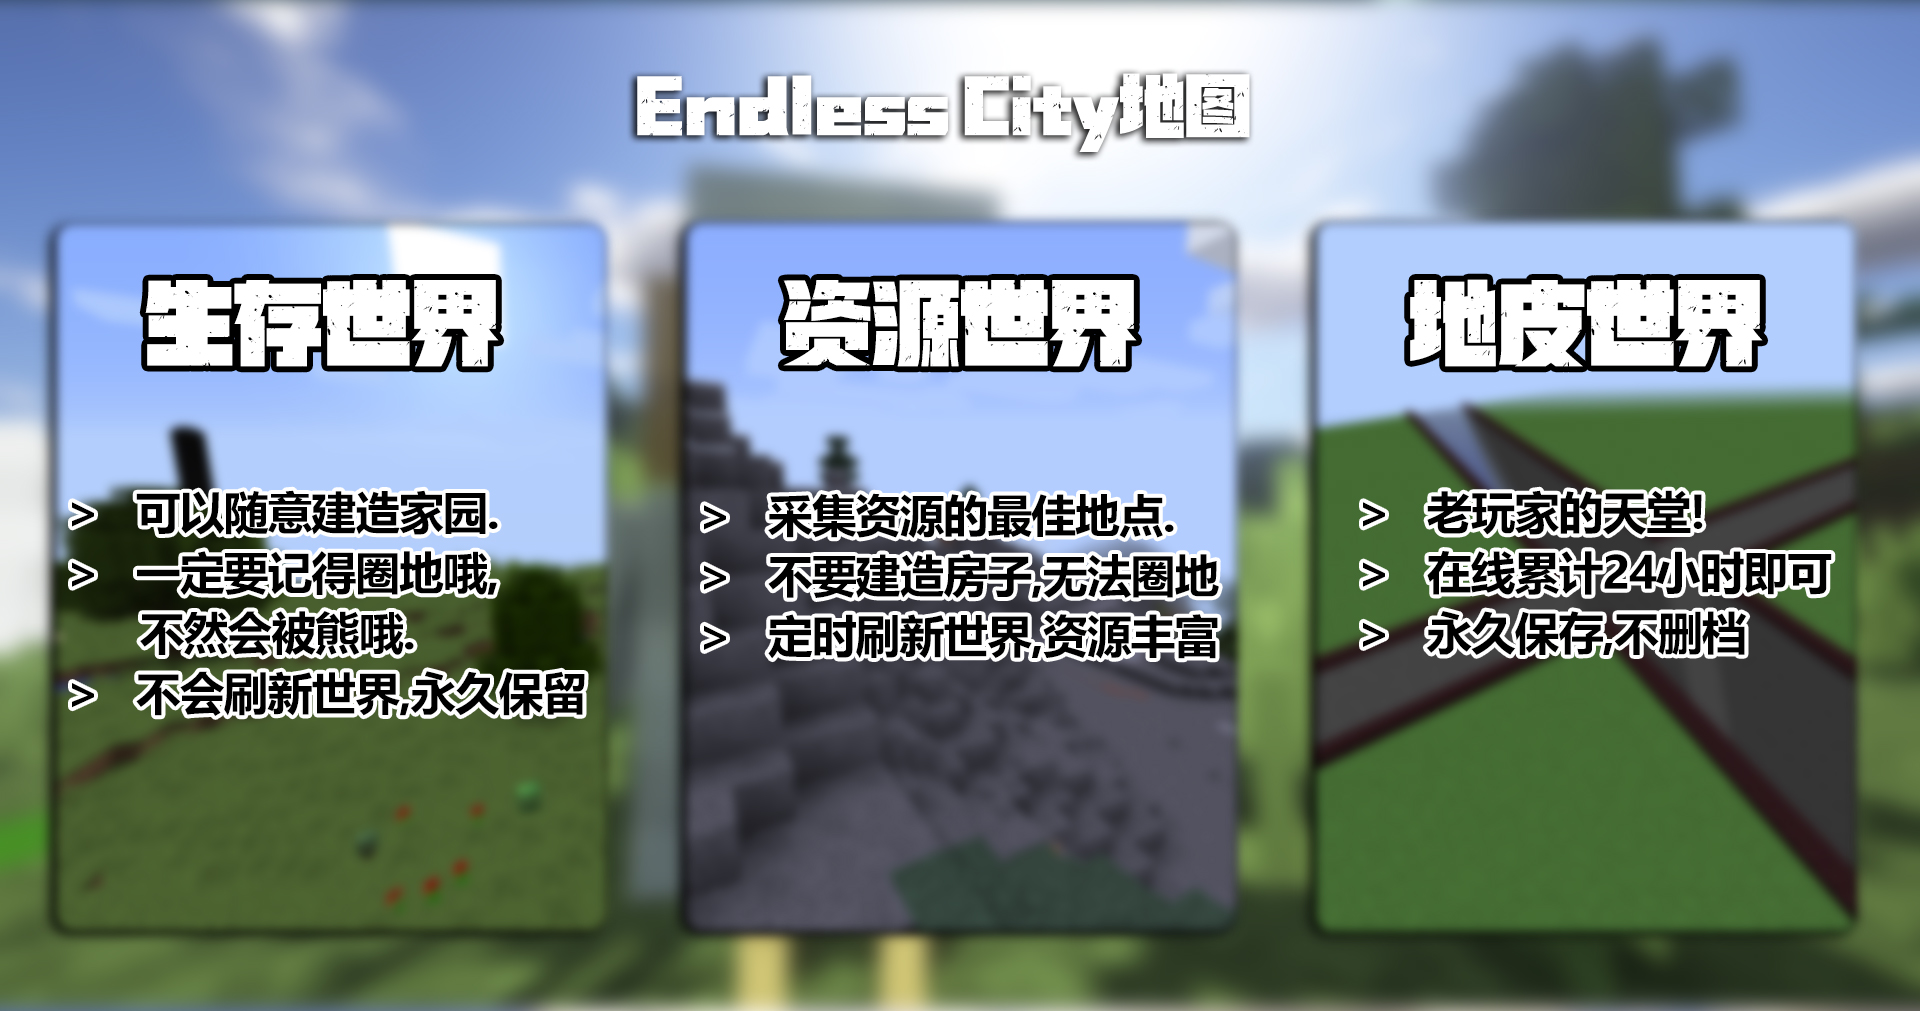 Endless City地图
生存世界
> 可以随意建造家园.
> 一定要记得圈地哦,
不然会被熊哦.
> 不会刷新世界,永久保留
资源世界
> 采集资源的最佳地点.
> 不要建造房子,无法圈地
> 定时刷新世界,资源丰富
地皮世界
> 老玩家的天堂!
> 在线累计24小时即可
> 永久保存,不删档